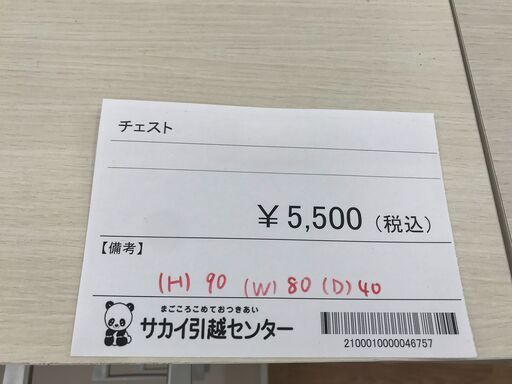 チェスト
￥5,500（税込）
【備考】
(H) 90 (W) 80 (D) 40
まごころこめておつきあい
サカイ引越センター
2100010000046757